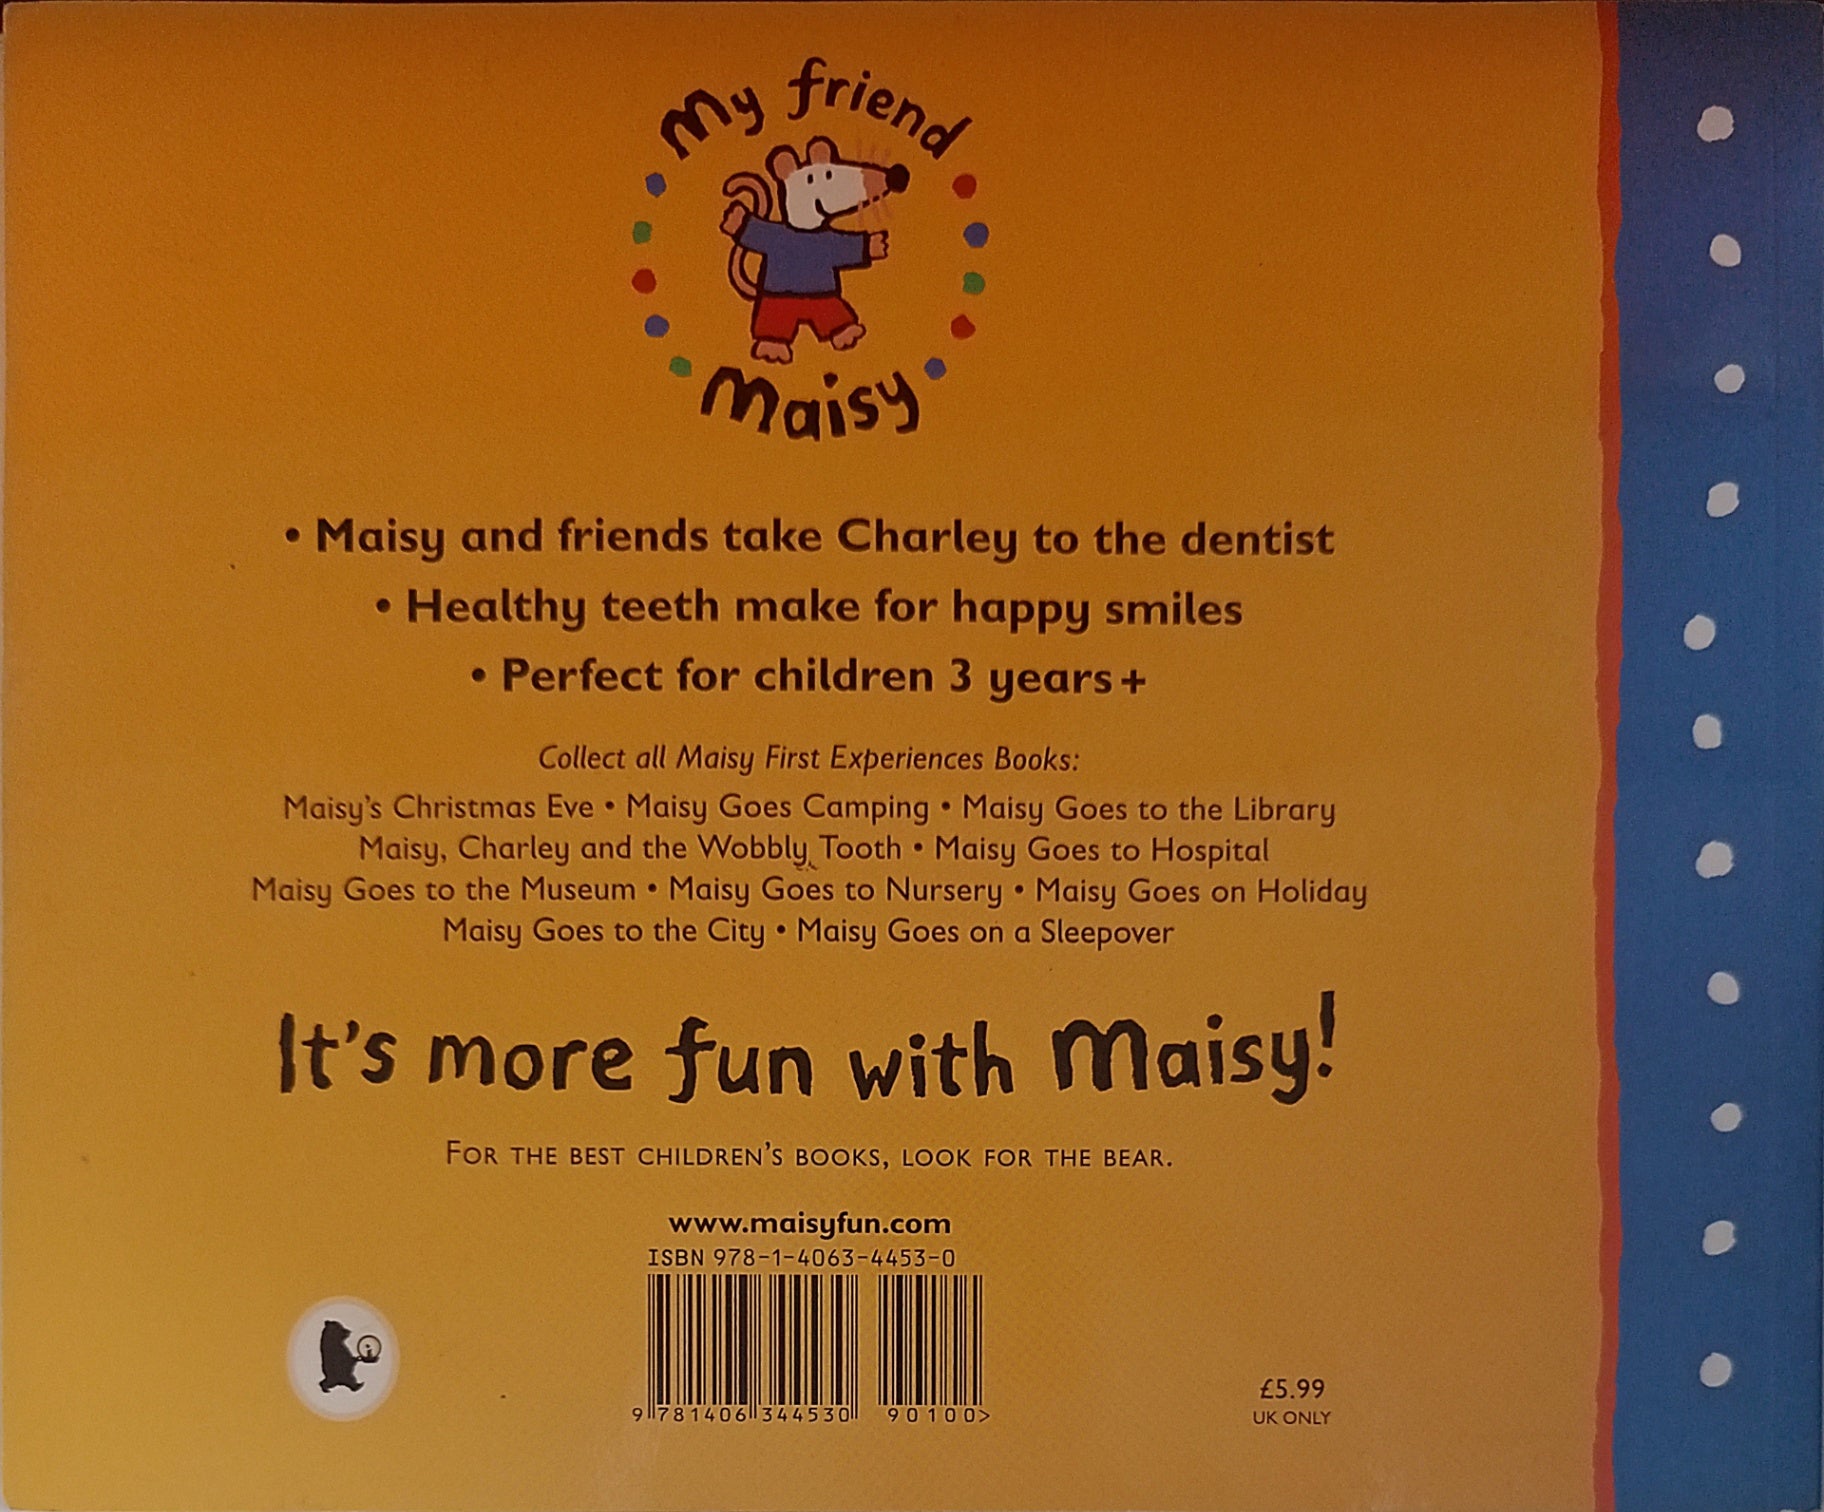 My friend
Maisy
• Maisy and friends take Charley to the dentist
• Healthy teeth make for happy smiles
• Perfect for children 3 years+
Collect all Maisy First Experiences Books:
Maisy's Christmas Eve • Maisy Goes Camping • Maisy Goes to the Library
Maisy, Charley and the Wobbly Tooth • Maisy Goes to Hospital
Maisy Goes to the Museum • Maisy Goes to Nursery • Maisy Goes on Holiday
Maisy Goes to the City • Maisy Goes on a Sleepover
It's more fun with Maisy!
FOR THE BEST CHILDREN'S BOOKS, LOOK FOR THE BEAR.
www.maisyfun.com
ISBN 978-1-4063-4453-0
9 781406 344530 90100>
£5.99
UK ONLY